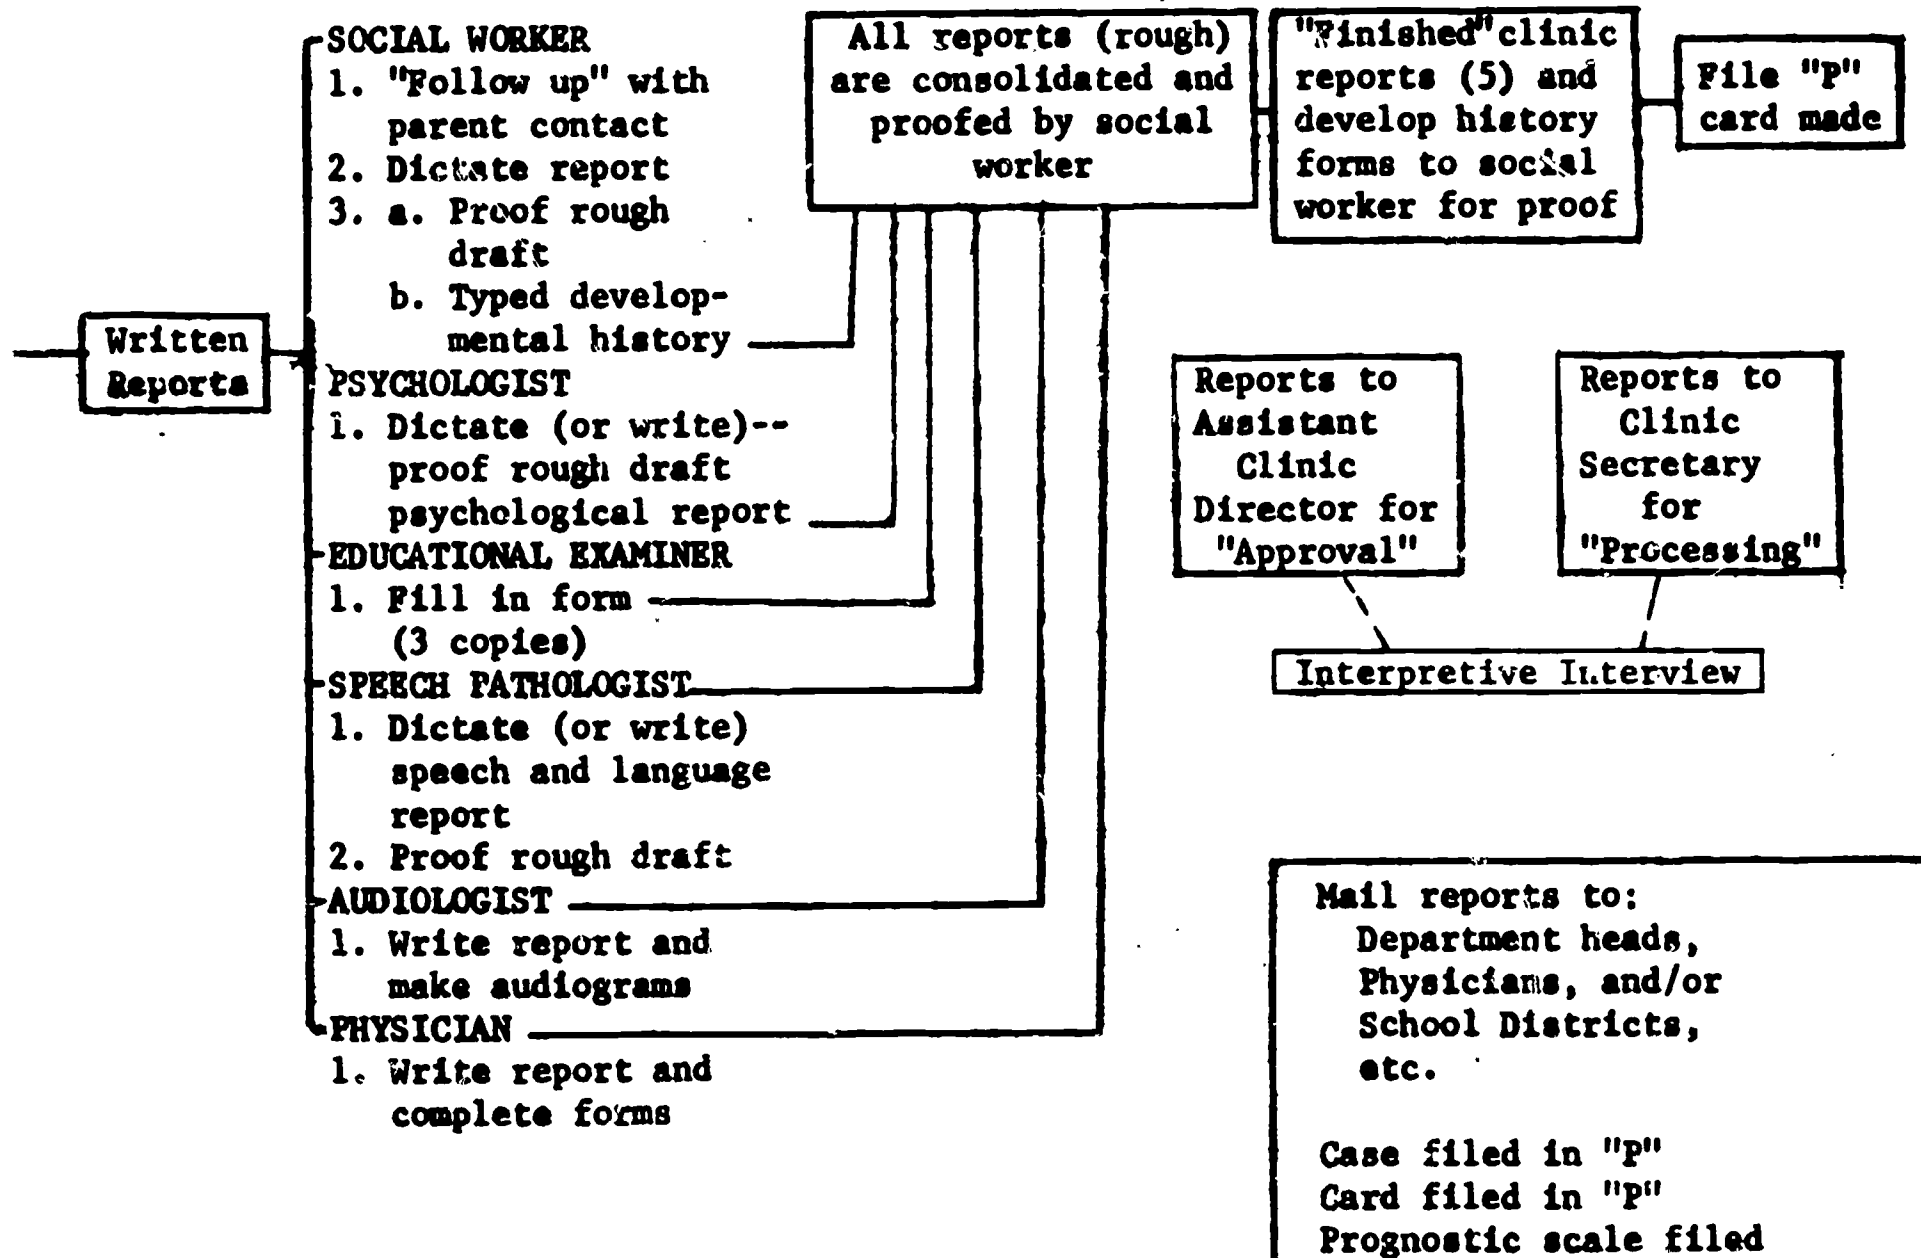 Written
Reports
SOCIAL WORKER
1. "Follow up" with
parent contact
2. Dictate report
3. a. Proof rough
draft
b. Typed develop-
mental history
PSYCHOLOGIST
1. Dictate (or write)--
proof rough draft
psychological report
EDUCATIONAL EXAMINER
1. Fill in form
(3 copies)
SPEECH PATHOLOGIST
1. Dictate (or write)
speech and language
report
2. Proof rough draft
AUDIOLOGIST
1. Write report and
make audiograms
PHYSICIAN
1. Write report and
complete forms
All reports (rough)
are consolidated and
proofed by social
worker
"Finished" clinic
reports (5) and
develop history
forms to social
worker for proof
File "P"
card made
Reports to
Assistant
Clinic
Director for
"Approval"
Reports to
Clinic
Secretary
for
"Processing"
Interpretive Interview
Mail reports to:
Department heads,
Physicians, and/or
School Districts,
etc.
Case filed in "P"
Card filed in "P"
Prognostic scale filed